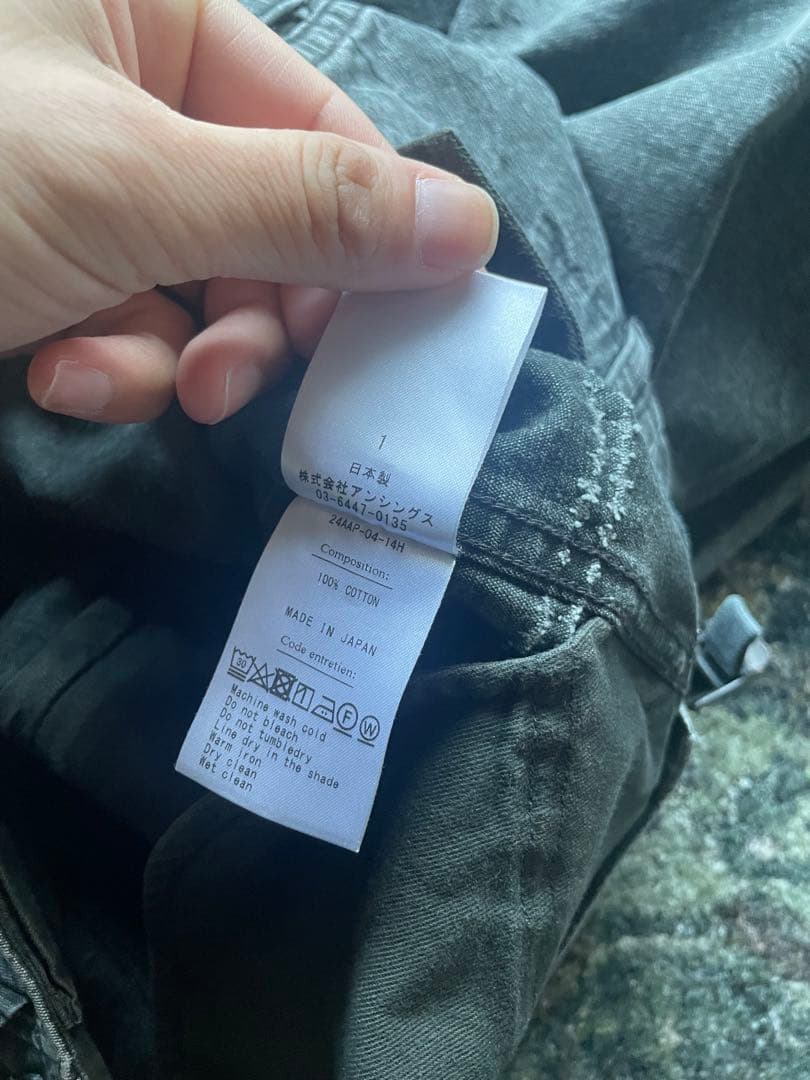 1
日本製
株式会社アンシングス
03-6447-0135
24AAP-04-14H
Composition:
100% COTTON
MADE IN JAPAN
Code entretien:
30 F W
Machine wash cold
Do not bleach
Do not tumbledry
Line dry in the shade
Warm iron
Dry clean
Wet clean